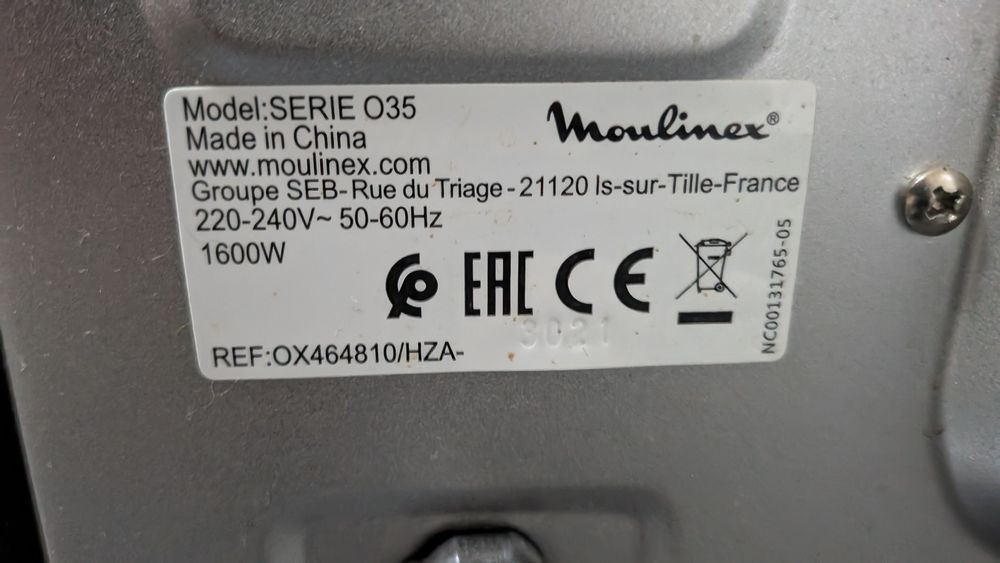 Model:SERIE O35
Made in China
www.moulinex.com
Groupe SEB-Rue du Triage - 21120 Is-sur-Tille-France
220-240V~ 50-60Hz
1600W
Moulinex®
EAC CE
3021
REF:OX464810/HZA-
NC00131765-05